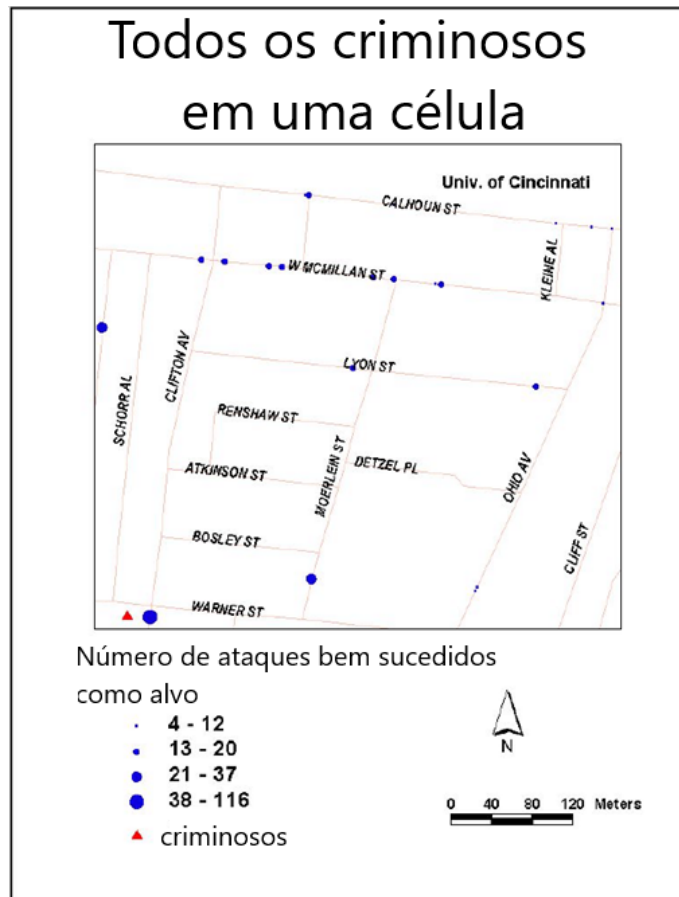 Todos os criminosos
em uma célula
Univ. of Cincinnati
CALHOUN ST
W MCMILLAN ST
KLEINE AL
LYON ST
CLIFTON AV
SCHORR AL
RENSHAW ST
MOERLEIN ST
DETZEL PL
ATKINSON ST
OHIO AV
BOSLEY ST
CLIFF ST
WARNER ST
Número de ataques bem sucedidos
como alvo
4 - 12
13 - 20
21 - 37
38 - 116
criminosos
N
0 40 80 120 Meters